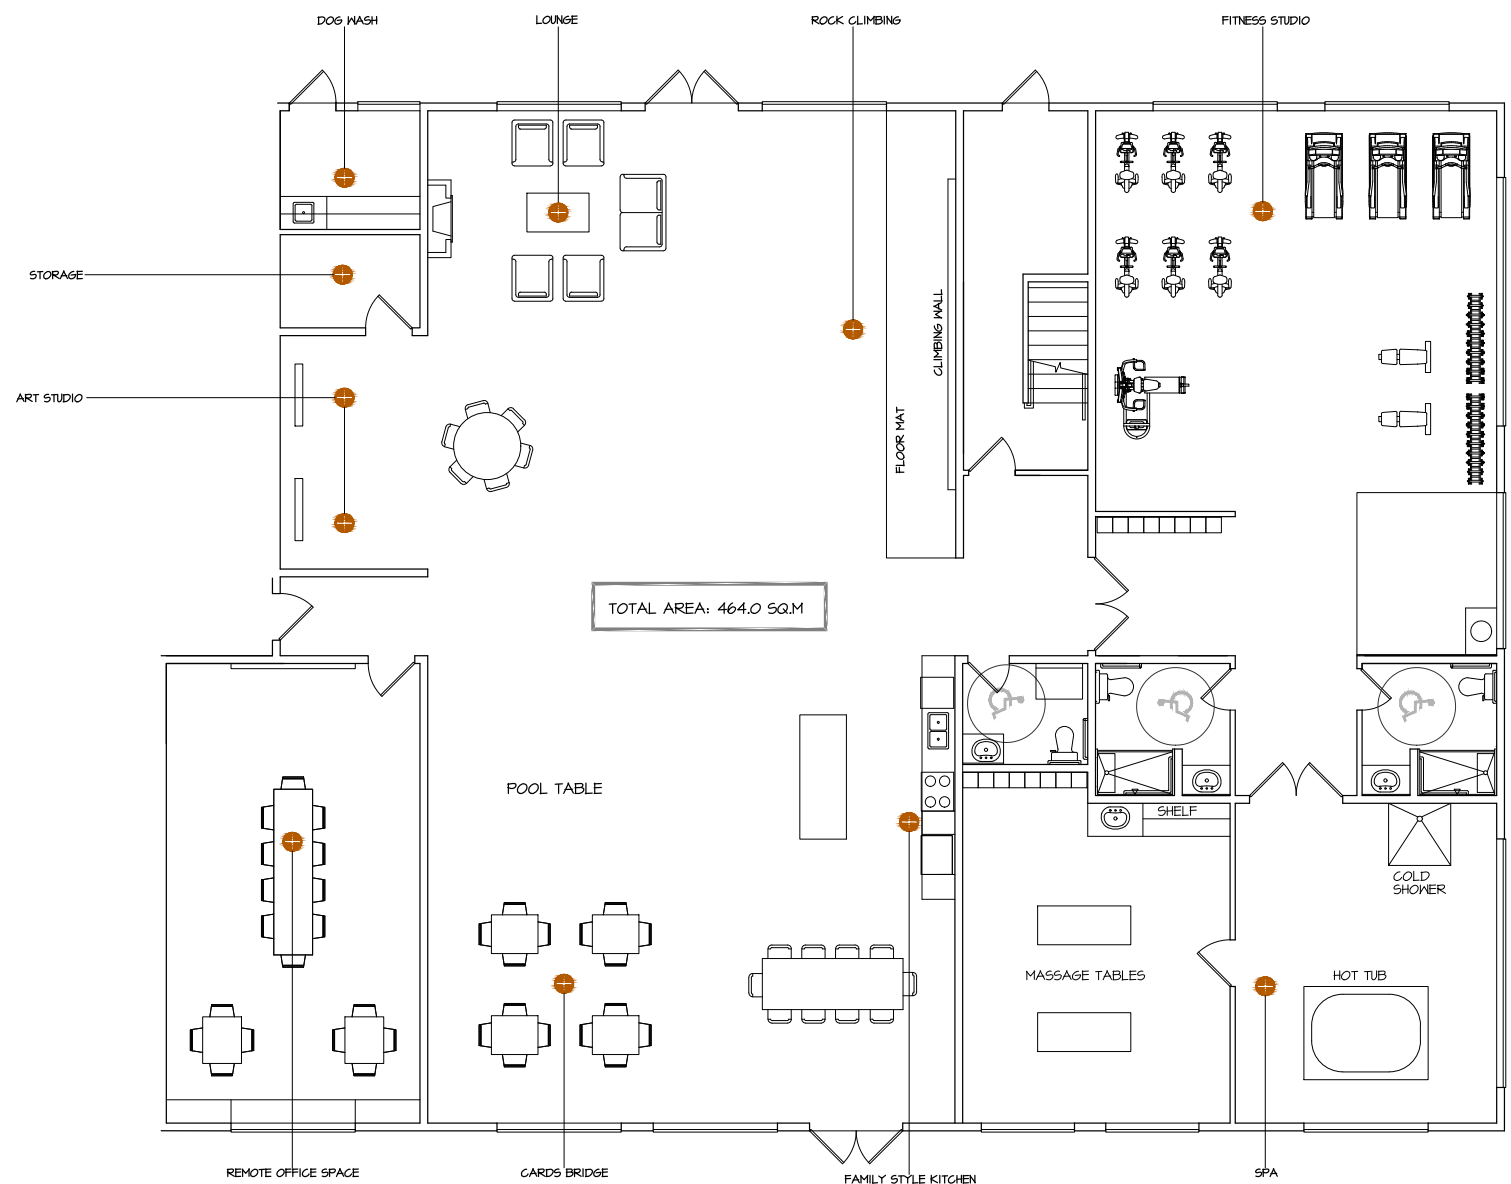 DOG WASH
LOUNGE
ROCK CLIMBING
FITNESS STUDIO
STORAGE
CLIMBING WALL
ART STUDIO
FLOOR MAT
TOTAL AREA: 464.0 SQ.M
POOL TABLE
SHELF
COLD
SHOWER
MASSAGE TABLES
HOT TUB
REMOTE OFFICE SPACE
CARDS BRIDGE
FAMILY STYLE KITCHEN
SPA